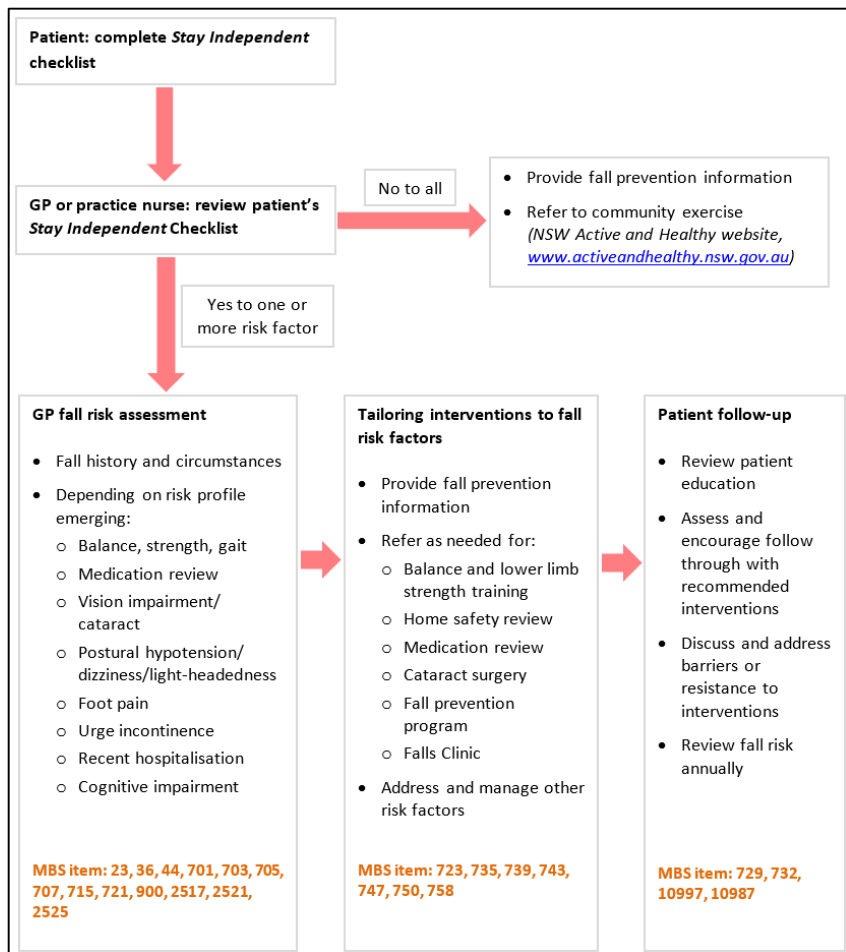 Patient: complete Stay Independent
checklist
No to all
GP or practice nurse: review patient's
Stay Independent Checklist
• Provide fall prevention information
• Refer to community exercise
(NSW Active and Healthy website,
www.activeandhealthy.nsw.gov.au)
Yes to one or
more risk factor
GP fall risk assessment
• Fall history and circumstances
• Depending on risk profile
emerging:
o Balance, strength, gait
o Medication review
o Vision impairment/
cataract
o Postural hypotension/
dizziness/light-headedness
o Foot pain
o Urge incontinence
o Recent hospitalisation
o Cognitive impairment
MBS item: 23, 36, 44, 701, 703, 705,
707, 715, 721, 900, 2517, 2521,
2525
Tailoring interventions to fall
risk factors
• Provide fall prevention
information
• Refer as needed for:
o Balance and lower limb
strength training
o Home safety review
o Medication review
o Cataract surgery
o Fall prevention
program
o Falls Clinic
• Address and manage other
risk factors
MBS item: 723, 735, 739, 743,
747, 750, 758
Patient follow-up
• Review patient
education
• Assess and
encourage follow
through with
recommended
interventions
• Discuss and address
barriers or
resistance to
interventions
• Review fall risk
annually
MBS item: 729, 732,
10997, 10987